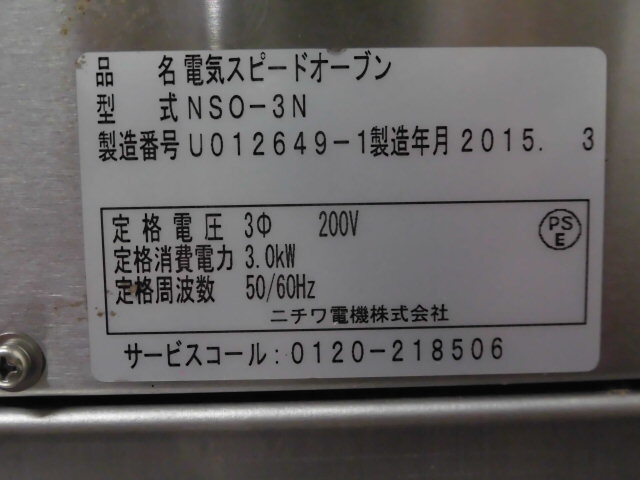 品 名 電気スピードオーブン
型 式 NSO-3N
製造番号 U012649-1 製造年月 2015. 3
定格電圧 3Φ 200V
定格消費電力 3.0kW
定格周波数 50/60Hz
PS
E
ニチワ電機株式会社
サービスコール:0120-218506